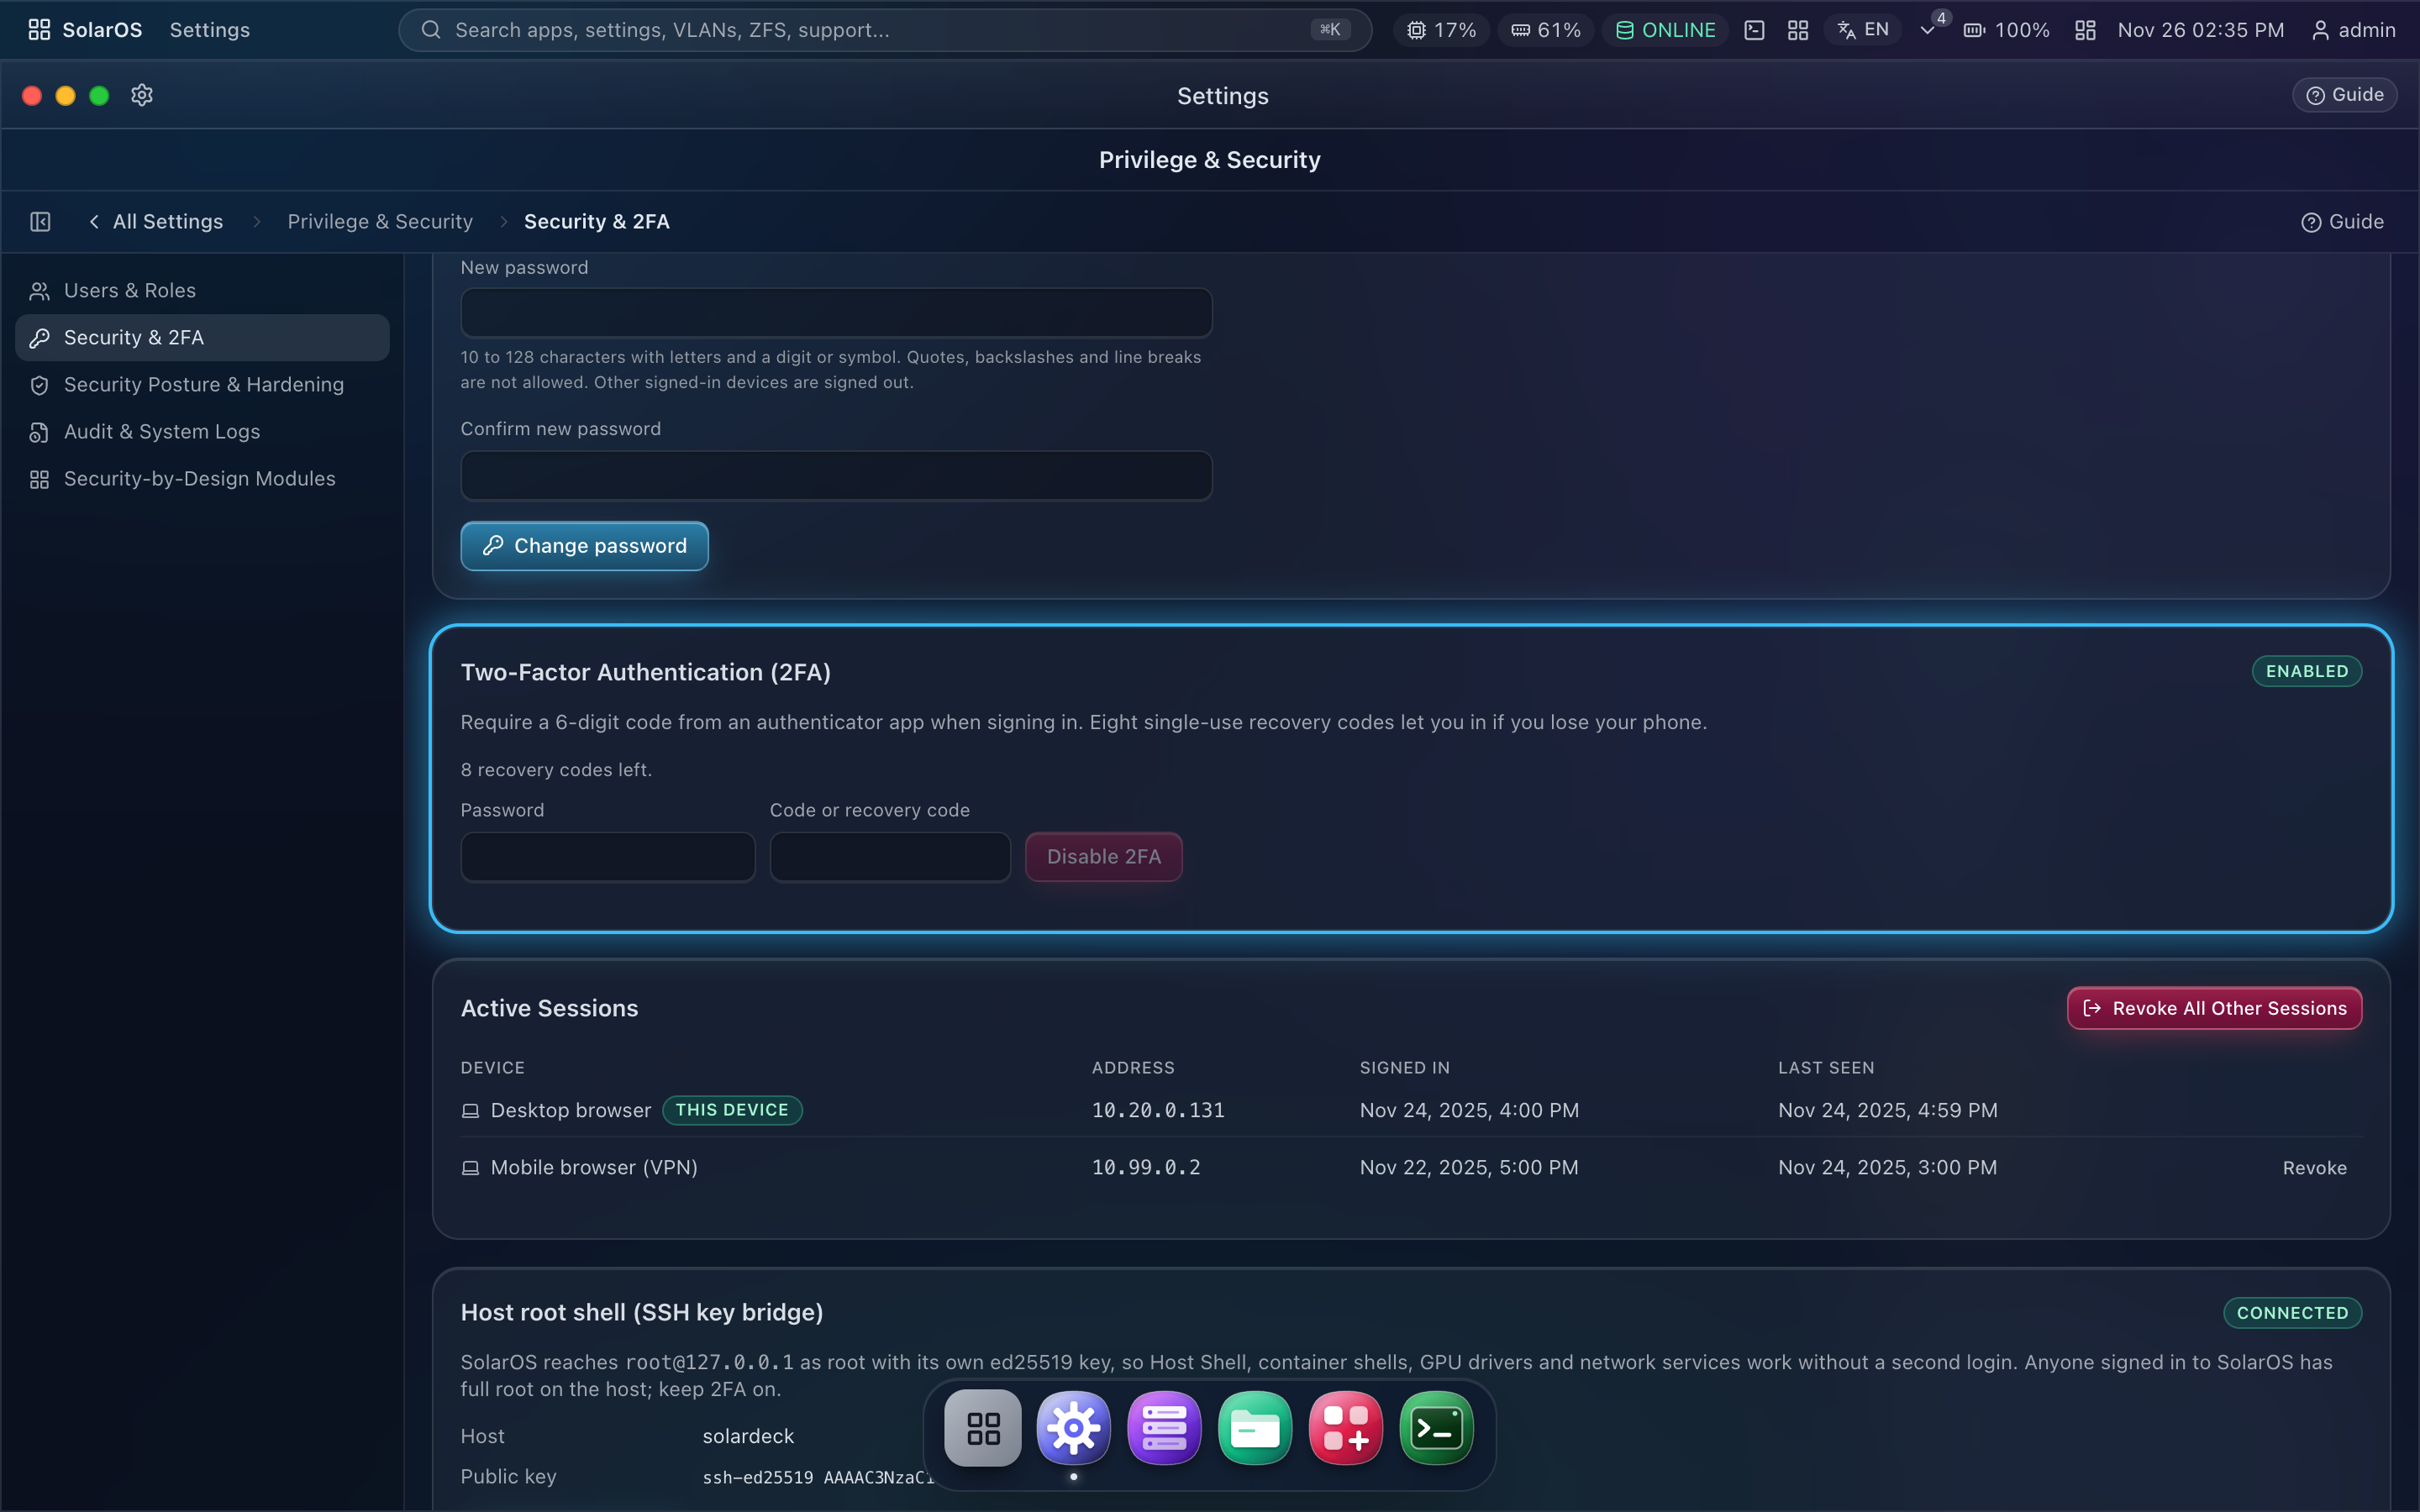 SolarOS Settings Search apps, settings, VLANs, ZFS, support... ⌘K 17% 61% ONLINE EN 4 100% Nov 26 02:35 PM admin
Settings Guide
Privilege & Security
All Settings Privilege & Security Security & 2FA Guide
Users & Roles
Security & 2FA
Security Posture & Hardening
Audit & System Logs
Security-by-Design Modules
New password
10 to 128 characters with letters and a digit or symbol. Quotes, backslashes and line breaks
are not allowed. Other signed-in devices are signed out.
Confirm new password
Change password
Two-Factor Authentication (2FA) ENABLED
Require a 6-digit code from an authenticator app when signing in. Eight single-use recovery codes let you in if you lose your phone.
8 recovery codes left.
Password Code or recovery code
Disable 2FA
Active Sessions Revoke All Other Sessions
DEVICE ADDRESS SIGNED IN LAST SEEN
Desktop browser THIS DEVICE 10.20.0.131 Nov 24, 2025, 4:00 PM Nov 24, 2025, 4:59 PM
Mobile browser (VPN) 10.99.0.2 Nov 22, 2025, 5:00 PM Nov 24, 2025, 3:00 PM Revoke
Host root shell (SSH key bridge) CONNECTED
SolarOS reaches root@127.0.0.1 as root with its own ed25519 key, so Host Shell, container shells, GPU drivers and network services work without a second login. Anyone signed in to SolarOS has
full root on the host; keep 2FA on.
Host solardeck
Public key ssh-ed25519